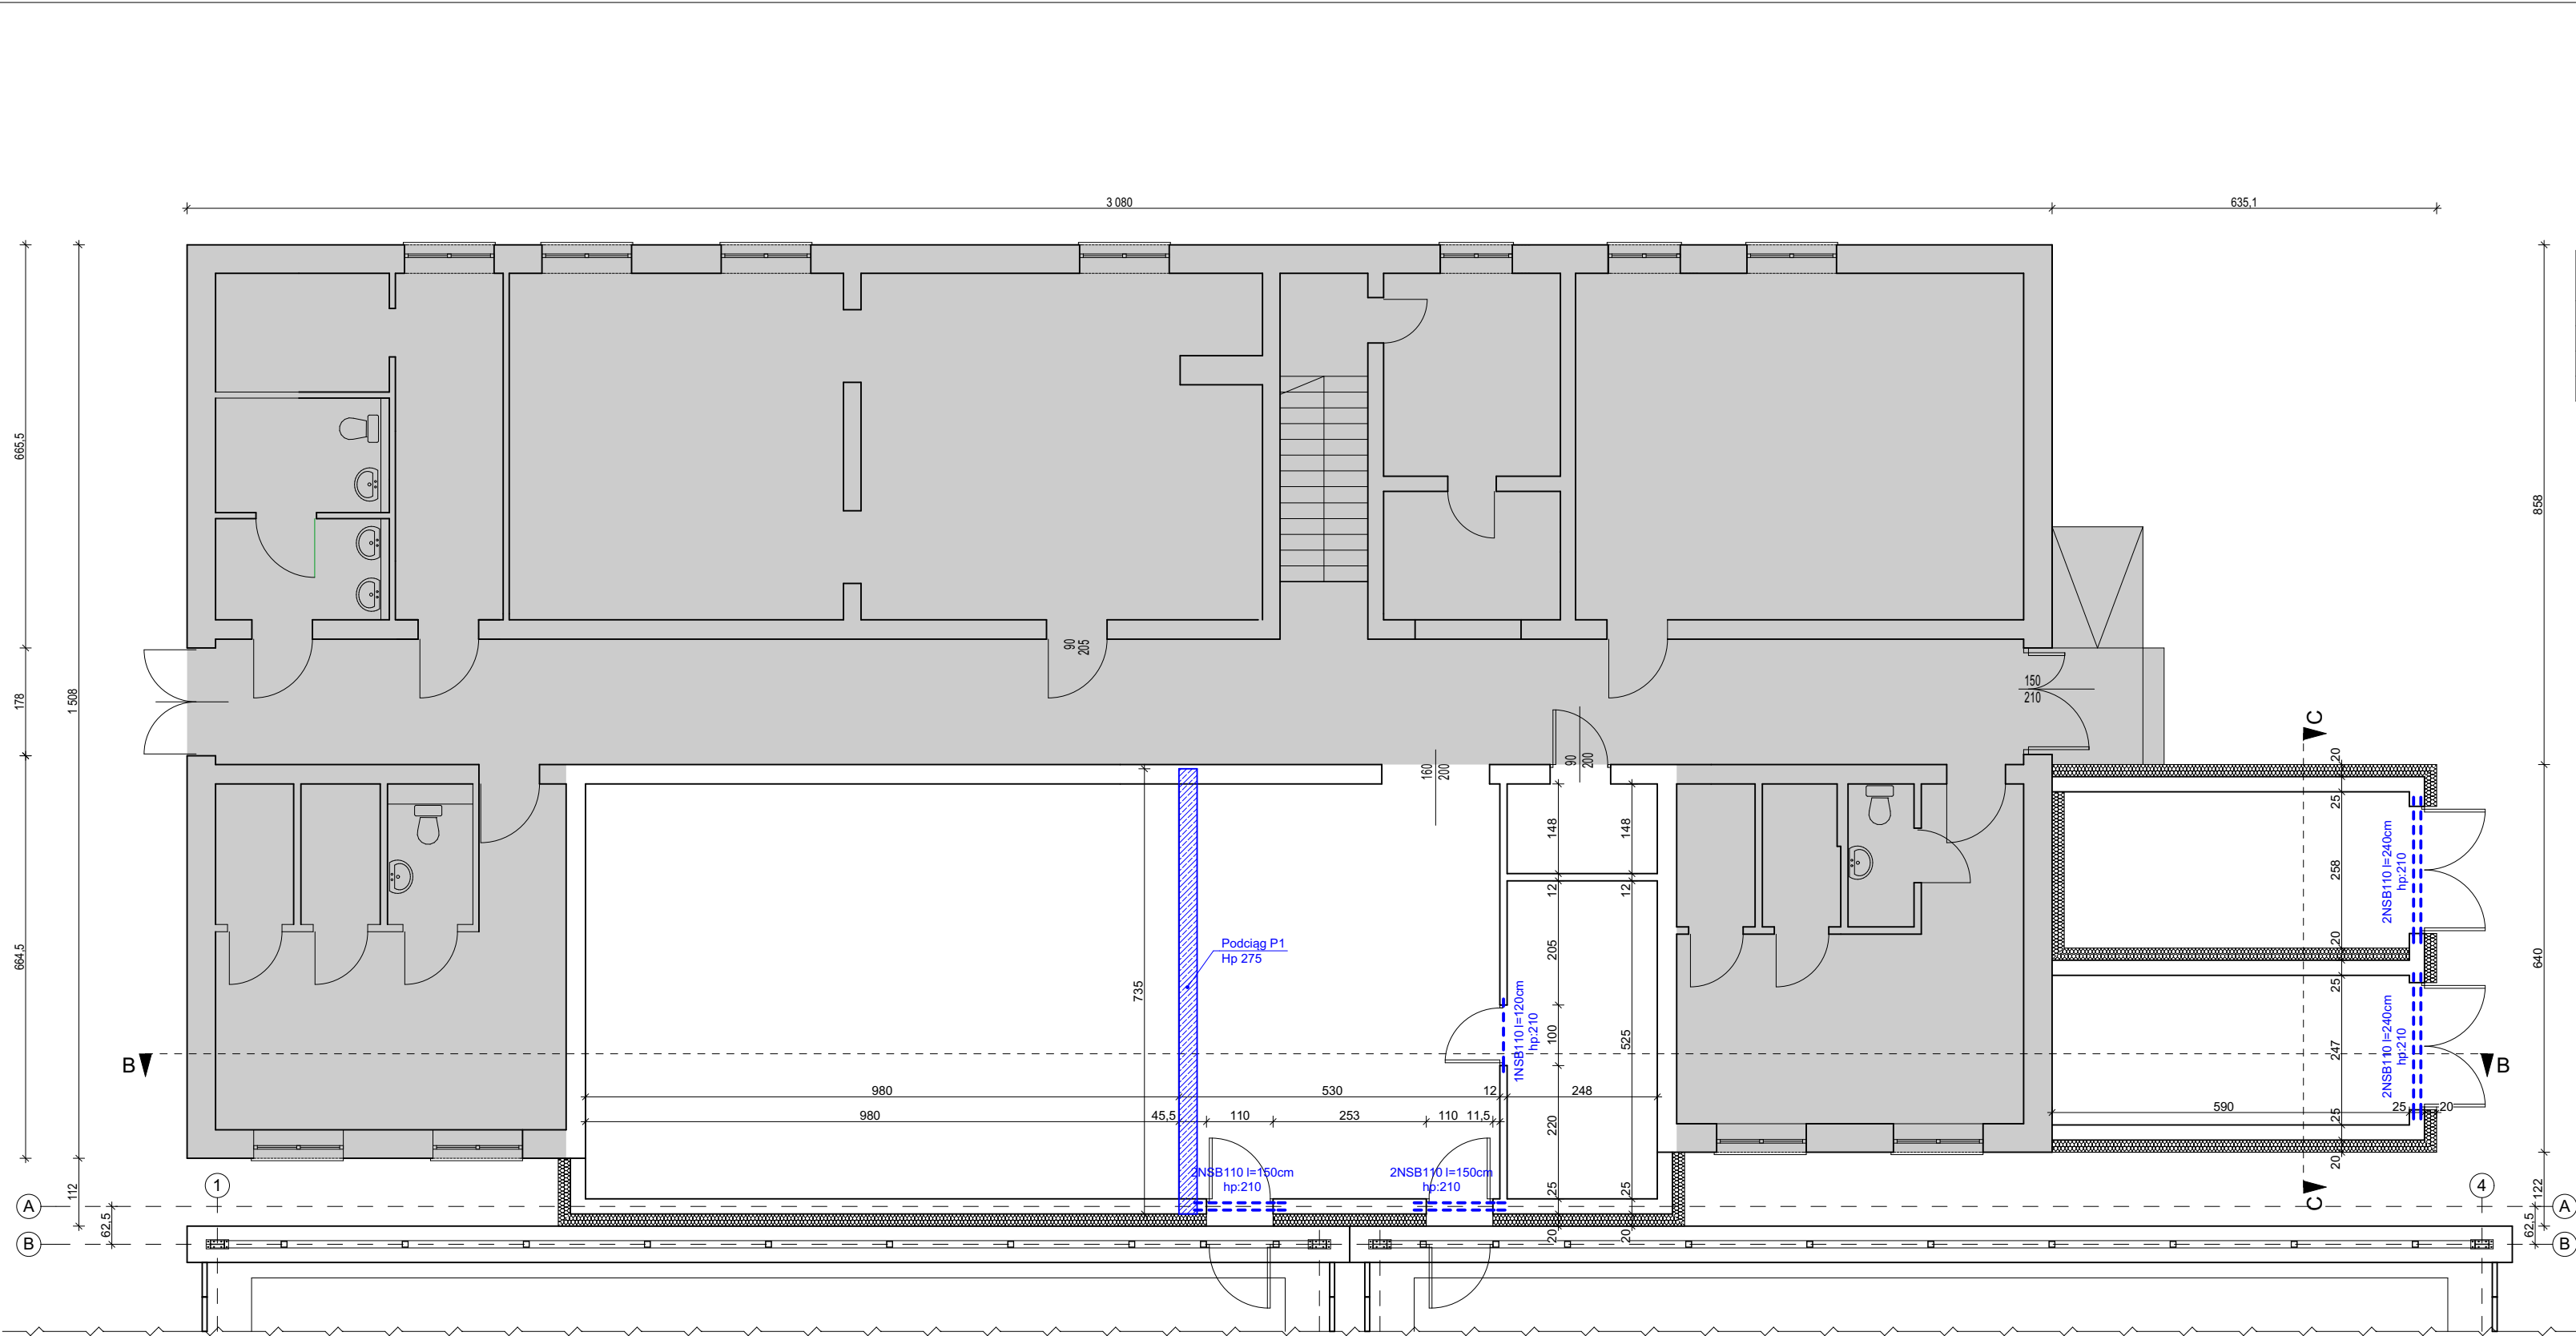 3 080
635,1
665,5
178
664,5
1 508
112
62,5
858
640
122
62,5
90
205
150
210
160
200
90
200
C
C
B
B
1
4
A
A
B
B
Podciąg P1
Hp 275
735
980
530
12
248
980
45,5
110
253
110
11,5
2NSB110 l=150cm
hp:210
2NSB110 l=150cm
hp:210
1NSB110 l=120cm
hp:210
148
12
205
100
220
25
20
148
12
525
25
20
2NSB110 l=240cm
hp:210
2NSB110 l=240cm
hp:210
20
25
258
20
25
247
25
20
590
25
20